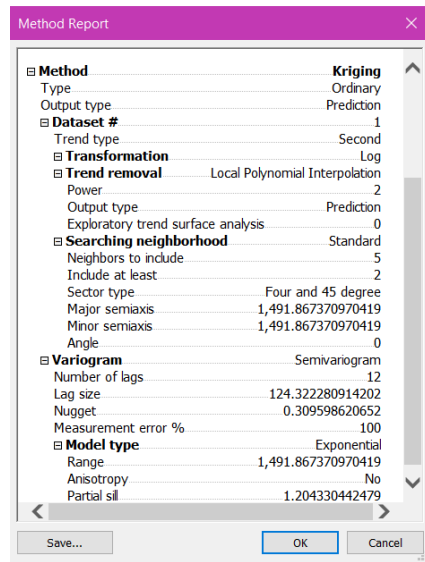 Method Report
Method Kriging
Type Ordinary
Output type Prediction
Dataset # 1
Trend type Second
Transformation Log
Trend removal Local Polynomial Interpolation
Power 2
Output type Prediction
Exploratory trend surface analysis 0
Searching neighborhood Standard
Neighbors to include 5
Include at least 2
Sector type Four and 45 degree
Major semiaxis 1,491.867370970419
Minor semiaxis 1,491.867370970419
Angle 0
Variogram Semivariogram
Number of lags 12
Lag size 124.322280914202
Nugget 0.309598620652
Measurement error % 100
Model type Exponential
Range 1,491.867370970419
Anisotropy No
Partial sill 1.204330442479
Save... OK Cancel